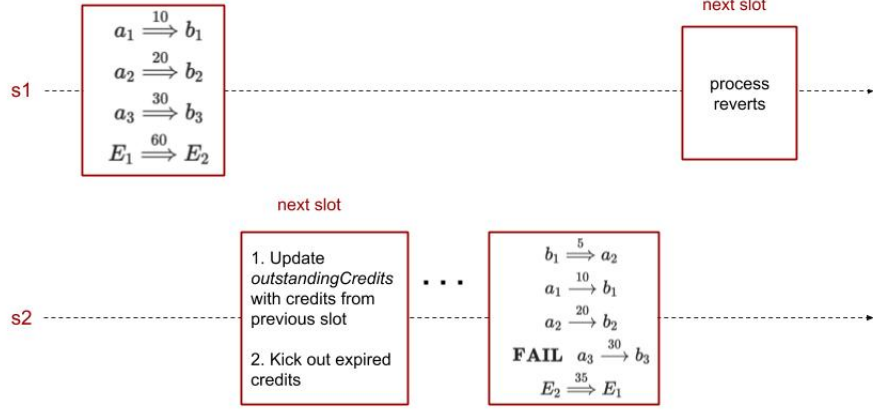 next slot
a₁ ⟹¹⁰ b₁
a₂ ⟹²⁰ b₂
a₃ ⟹³⁰ b₃
E₁ ⟹⁶⁰ E₂
s1
process
reverts
next slot
1. Update
outstandingCredits
with credits from
previous slot
2. Kick out expired
credits
...
b₁ ⟹⁵ a₂
a₁ ⟶¹⁰ b₁
a₂ ⟶²⁰ b₂
FAIL a₃ ⟶³⁰ b₃
E₂ ⟹³⁵ E₁
s2